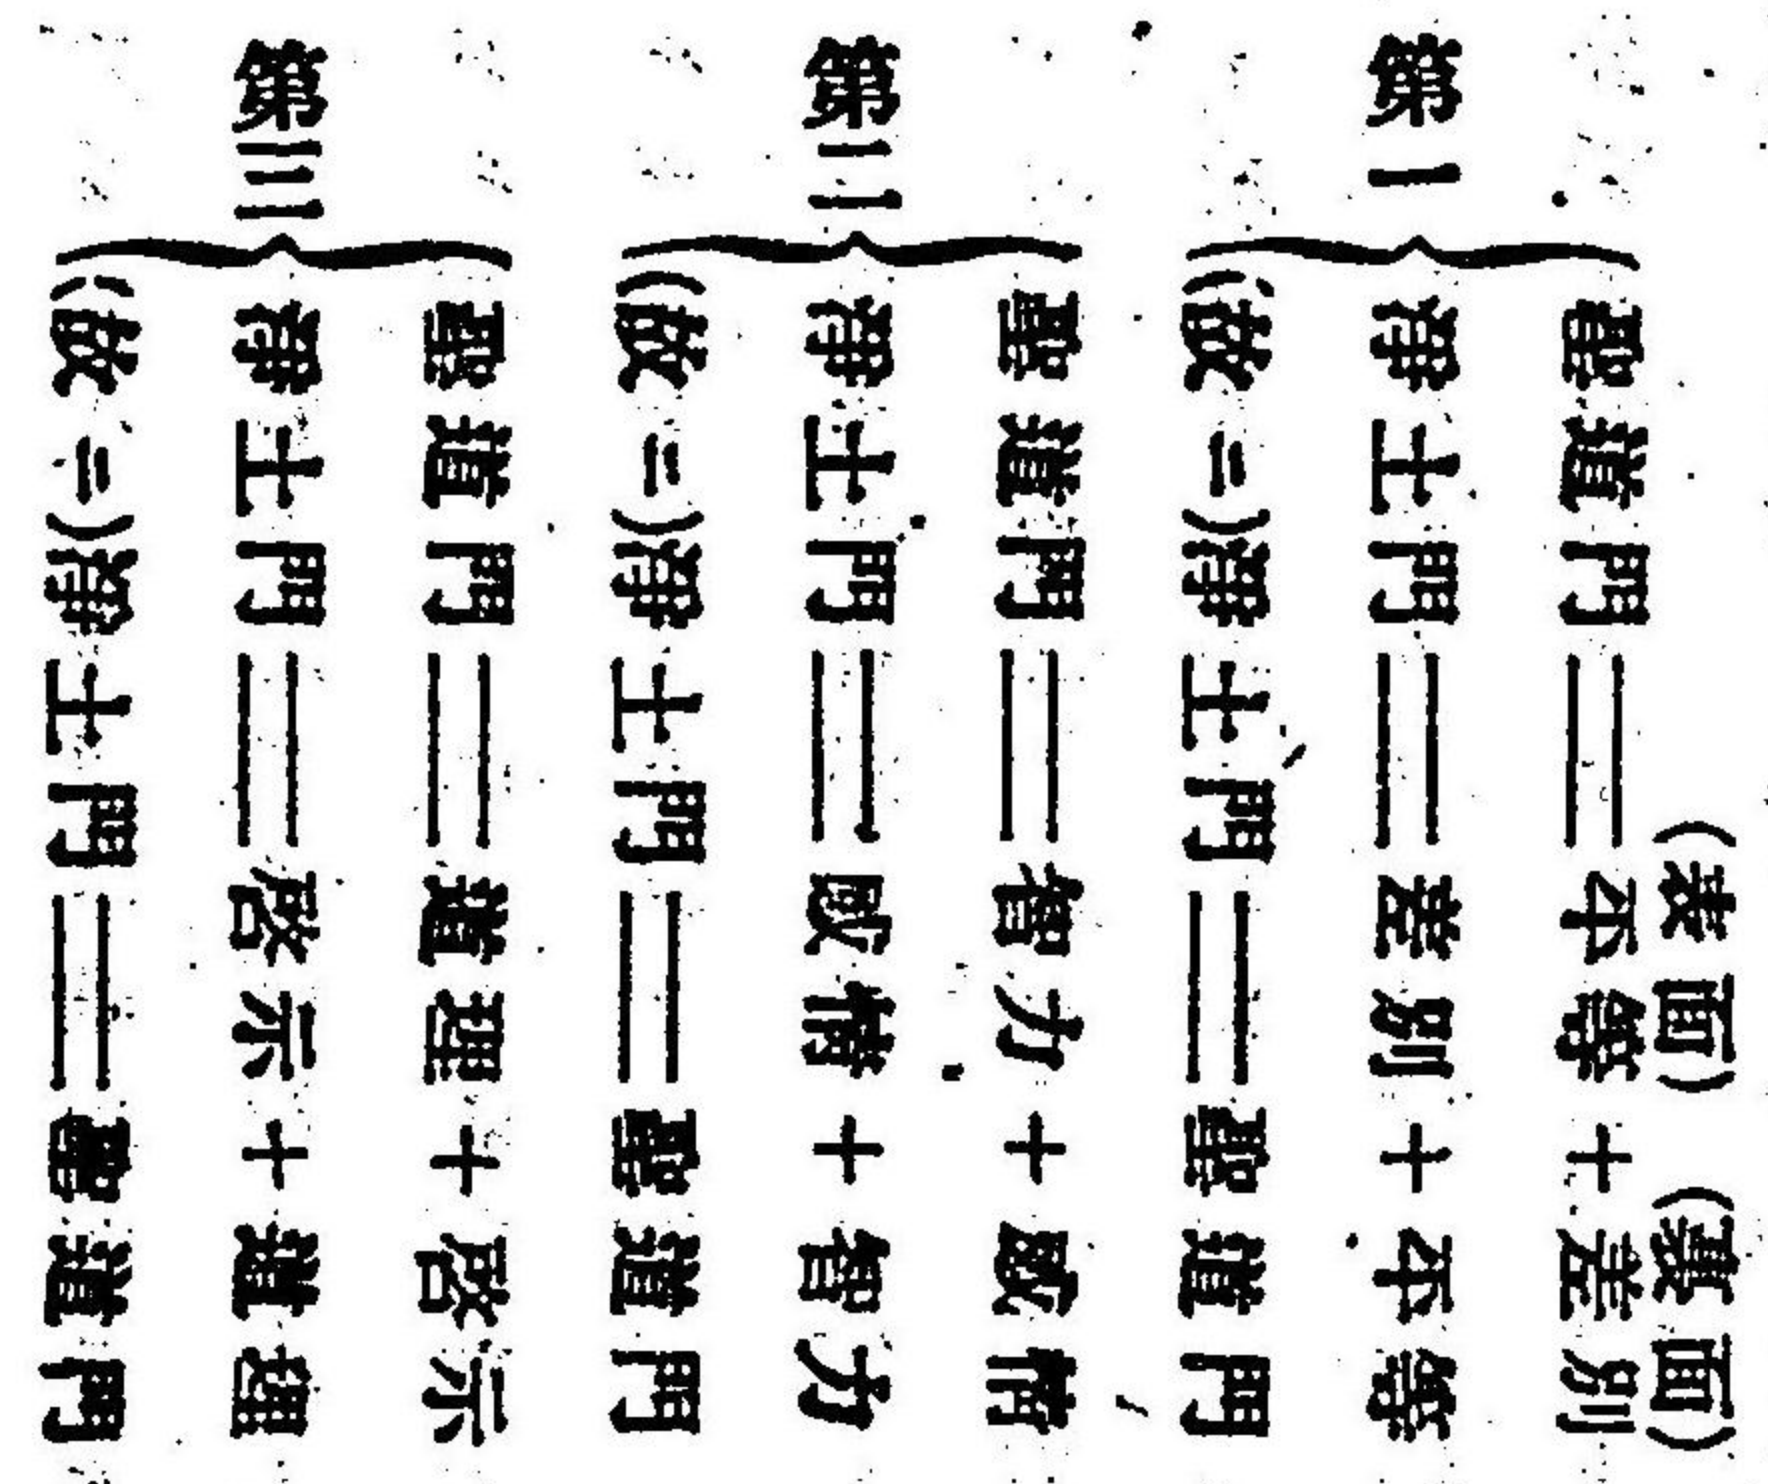 (表面) (裏面)
第一
聖道門══平等+差別
淨土門══差別+平等
(故ニ)淨土門══聖道門
第二
聖道門══智力+感情
淨土門══感情+智力
(故ニ)淨土門══聖道門
第三
聖道門══道理+啓示
淨土門══啓示+道理
(故ニ)淨土門══聖道門